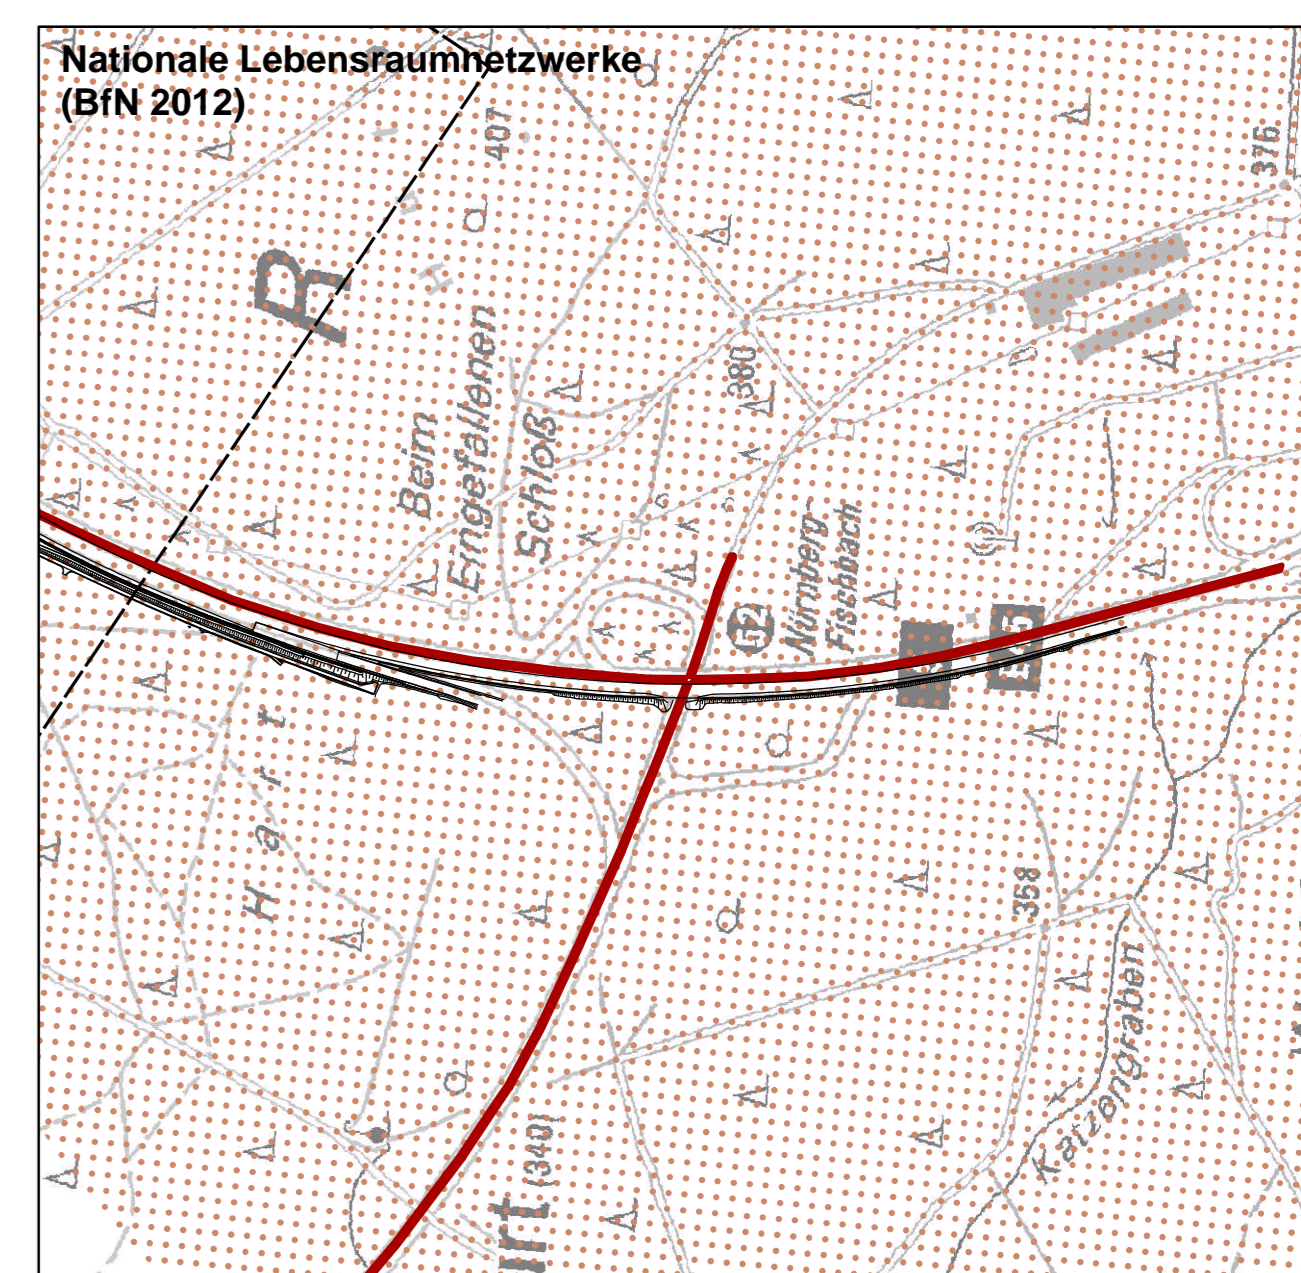 Nationale Lebensraumnetzwerke
(BfN 2012)
407
376
R
380
Beim
Eingefallenen
Schloß
Nürnberg-
Fischbach
H a r t
358
Katzengraben
(340)